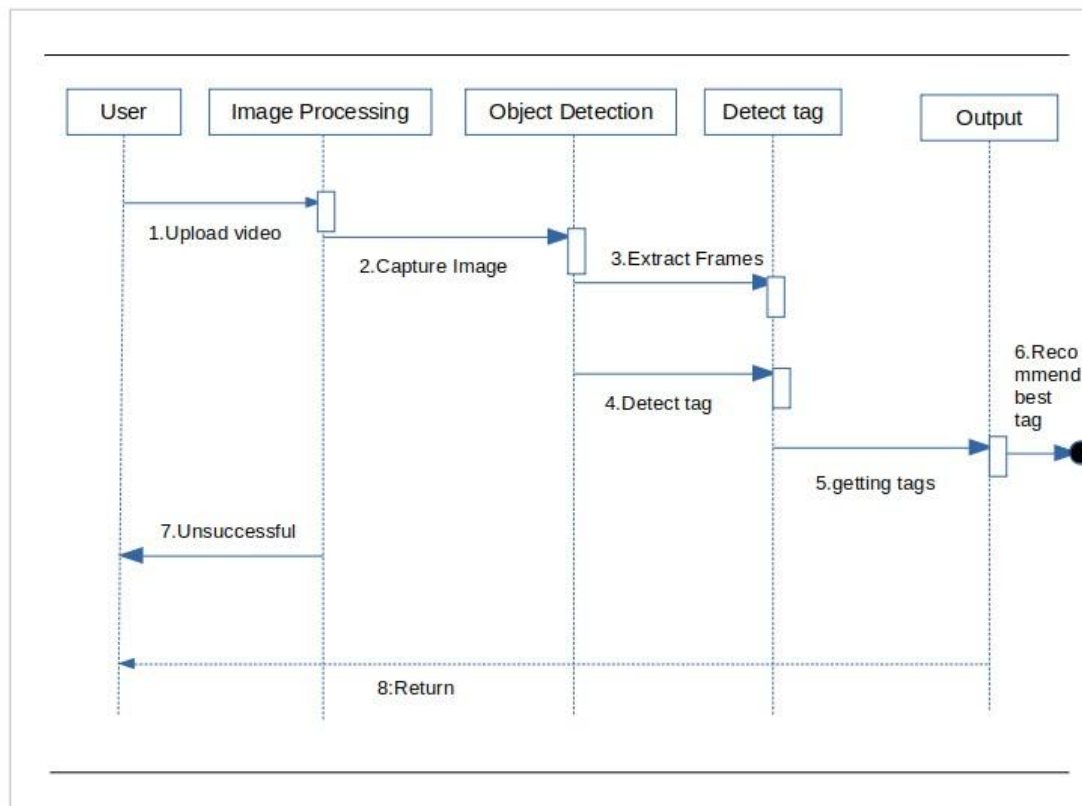 User
Image Processing
Object Detection
Detect tag
Output
1.Upload video
2.Capture Image
3.Extract Frames
4.Detect tag
5.getting tags
6.Reco
mmend
best
tag
7.Unsuccessful
8:Return